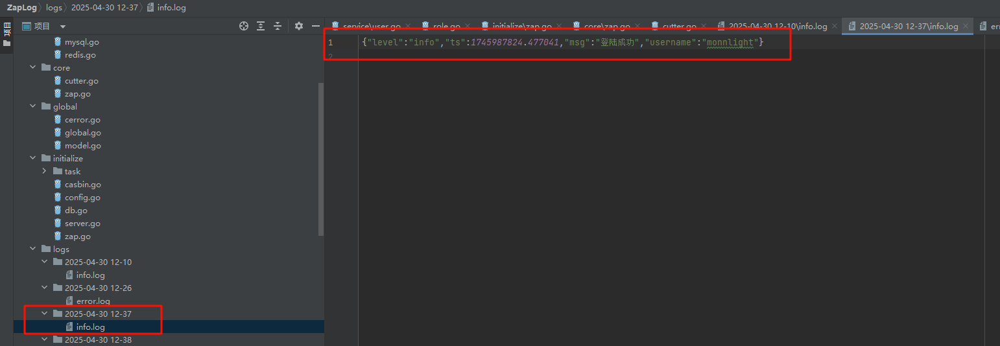 ZapLog logs 2025-04-30 12-37 info.log
项目
项目
service\user.go role.go initialize\zap.go core\zap.go cutter.go 2025-04-30 12-10\info.log 2025-04-30 12-37\info.log er
mysql.go
redis.go
core
cutter.go
zap.go
global
cerror.go
global.go
model.go
initialize
task
casbin.go
config.go
db.go
server.go
zap.go
logs
2025-04-30 12-10
info.log
2025-04-30 12-26
error.log
2025-04-30 12-37
info.log
2025-04-30 12-38
1 {"level":"info","ts":1745987824.477041,"msg":"登陆成功","username":"monnlight"}
2